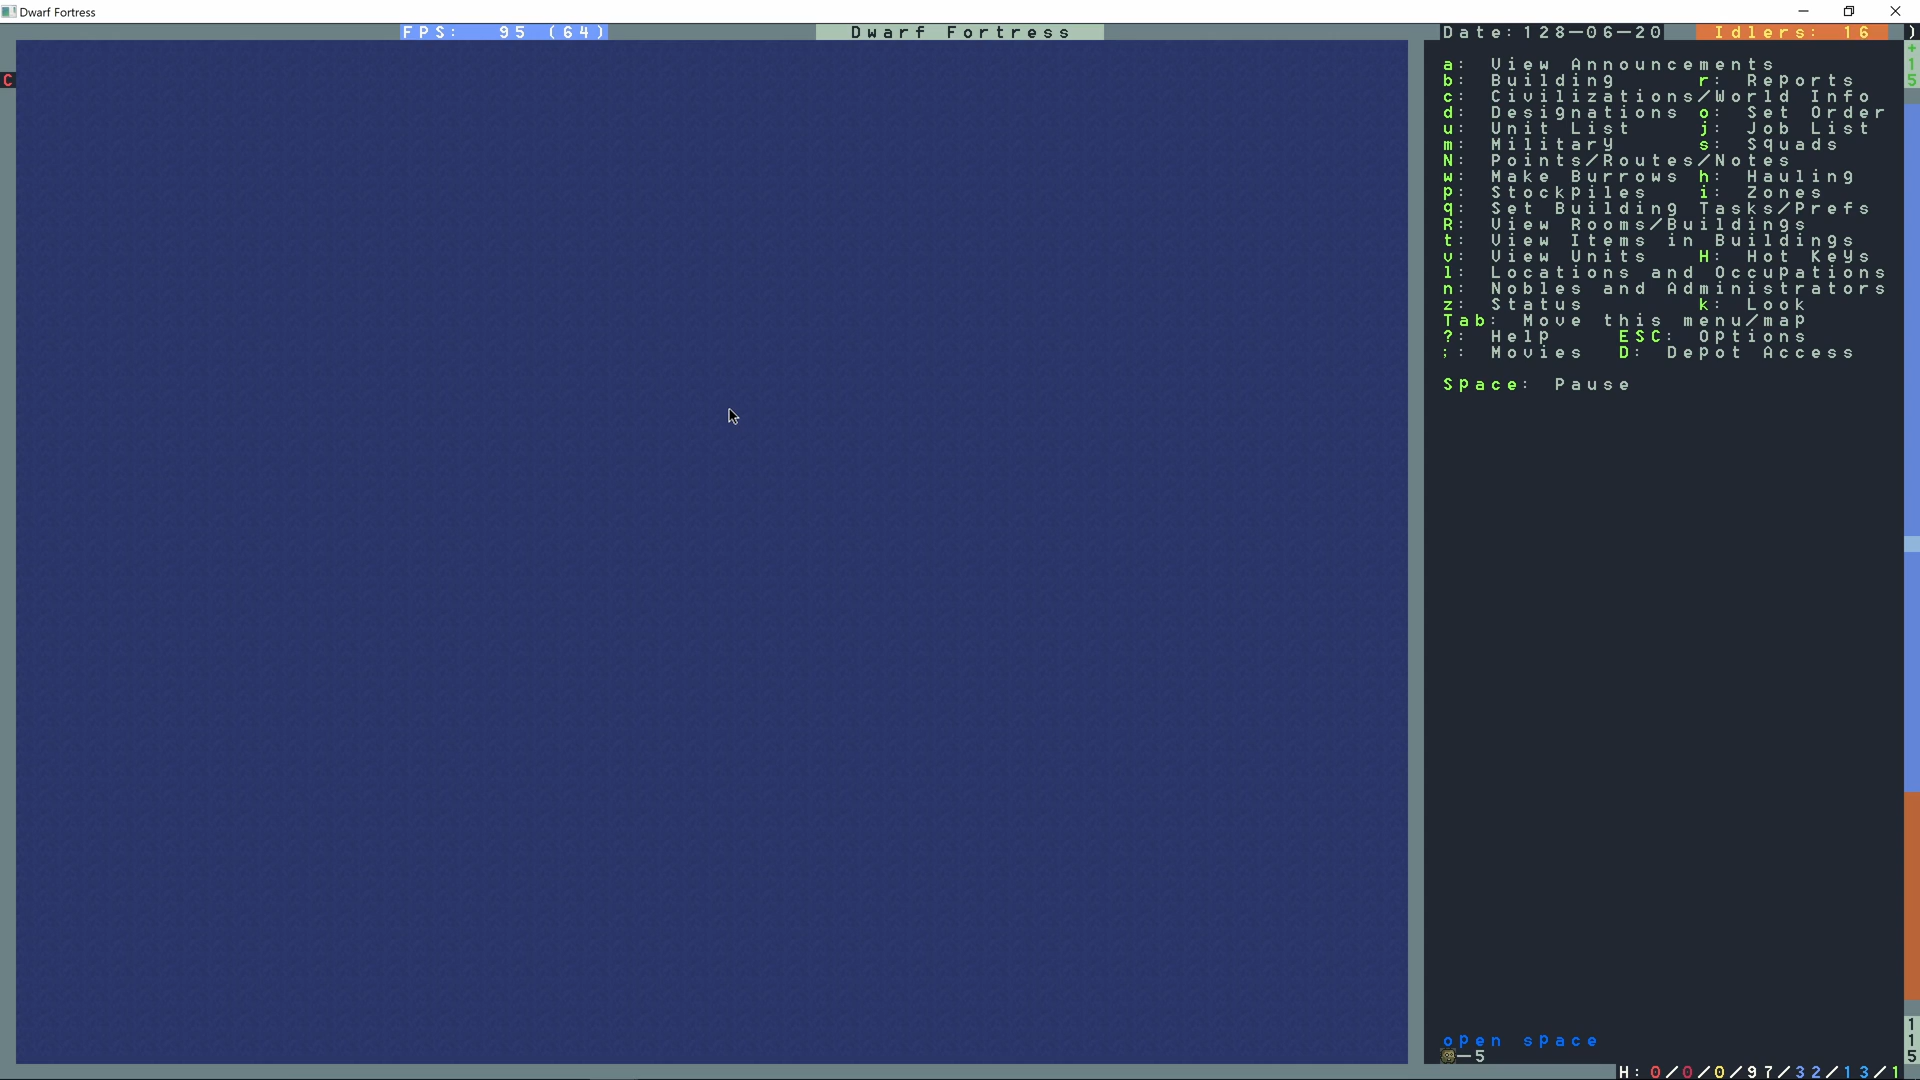 Dwarf Fortress
FPS: 95 (64)
Dwarf Fortress
Date:128—06—20
Idlers: 16
)
C
+15
a: View Announcements
b: Building r: Reports
c: Civilizations/World Info
d: Designations o: Set Order
u: Unit List j: Job List
m: Military s: Squads
N: Points/Routes/Notes
w: Make Burrows h: Hauling
p: Stockpiles i: Zones
q: Set Building Tasks/Prefs
R: View Rooms/Buildings
t: View Items in Buildings
v: View Units H: Hot Keys
l: Locations and Occupations
n: Nobles and Administrators
z: Status k: Look
Tab: Move this menu/map
?: Help ESC: Options
;: Movies D: Depot Access
Space: Pause
open space
—5
115
H: 0/0/0/97/32/13/1